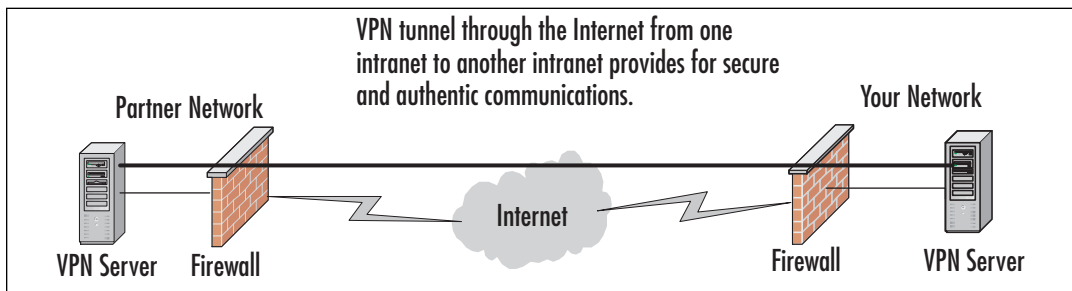 VPN tunnel through the Internet from one
intranet to another intranet provides for secure
and authentic communications.
Partner Network
Your Network
Internet
VPN Server
Firewall
Firewall
VPN Server